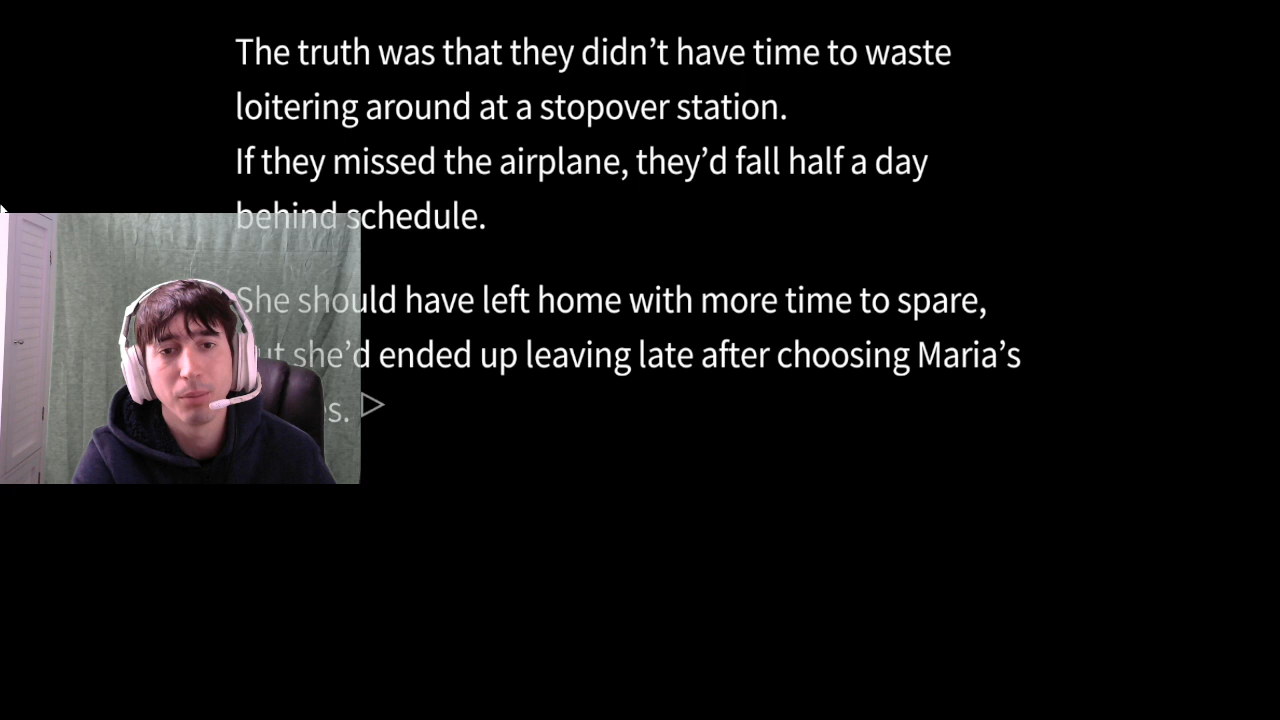 The truth was that they didn’t have time to waste
loitering around at a stopover station.
If they missed the airplane, they’d fall half a day
behind schedule.
She should have left home with more time to spare,
but she’d ended up leaving late after choosing Maria’s